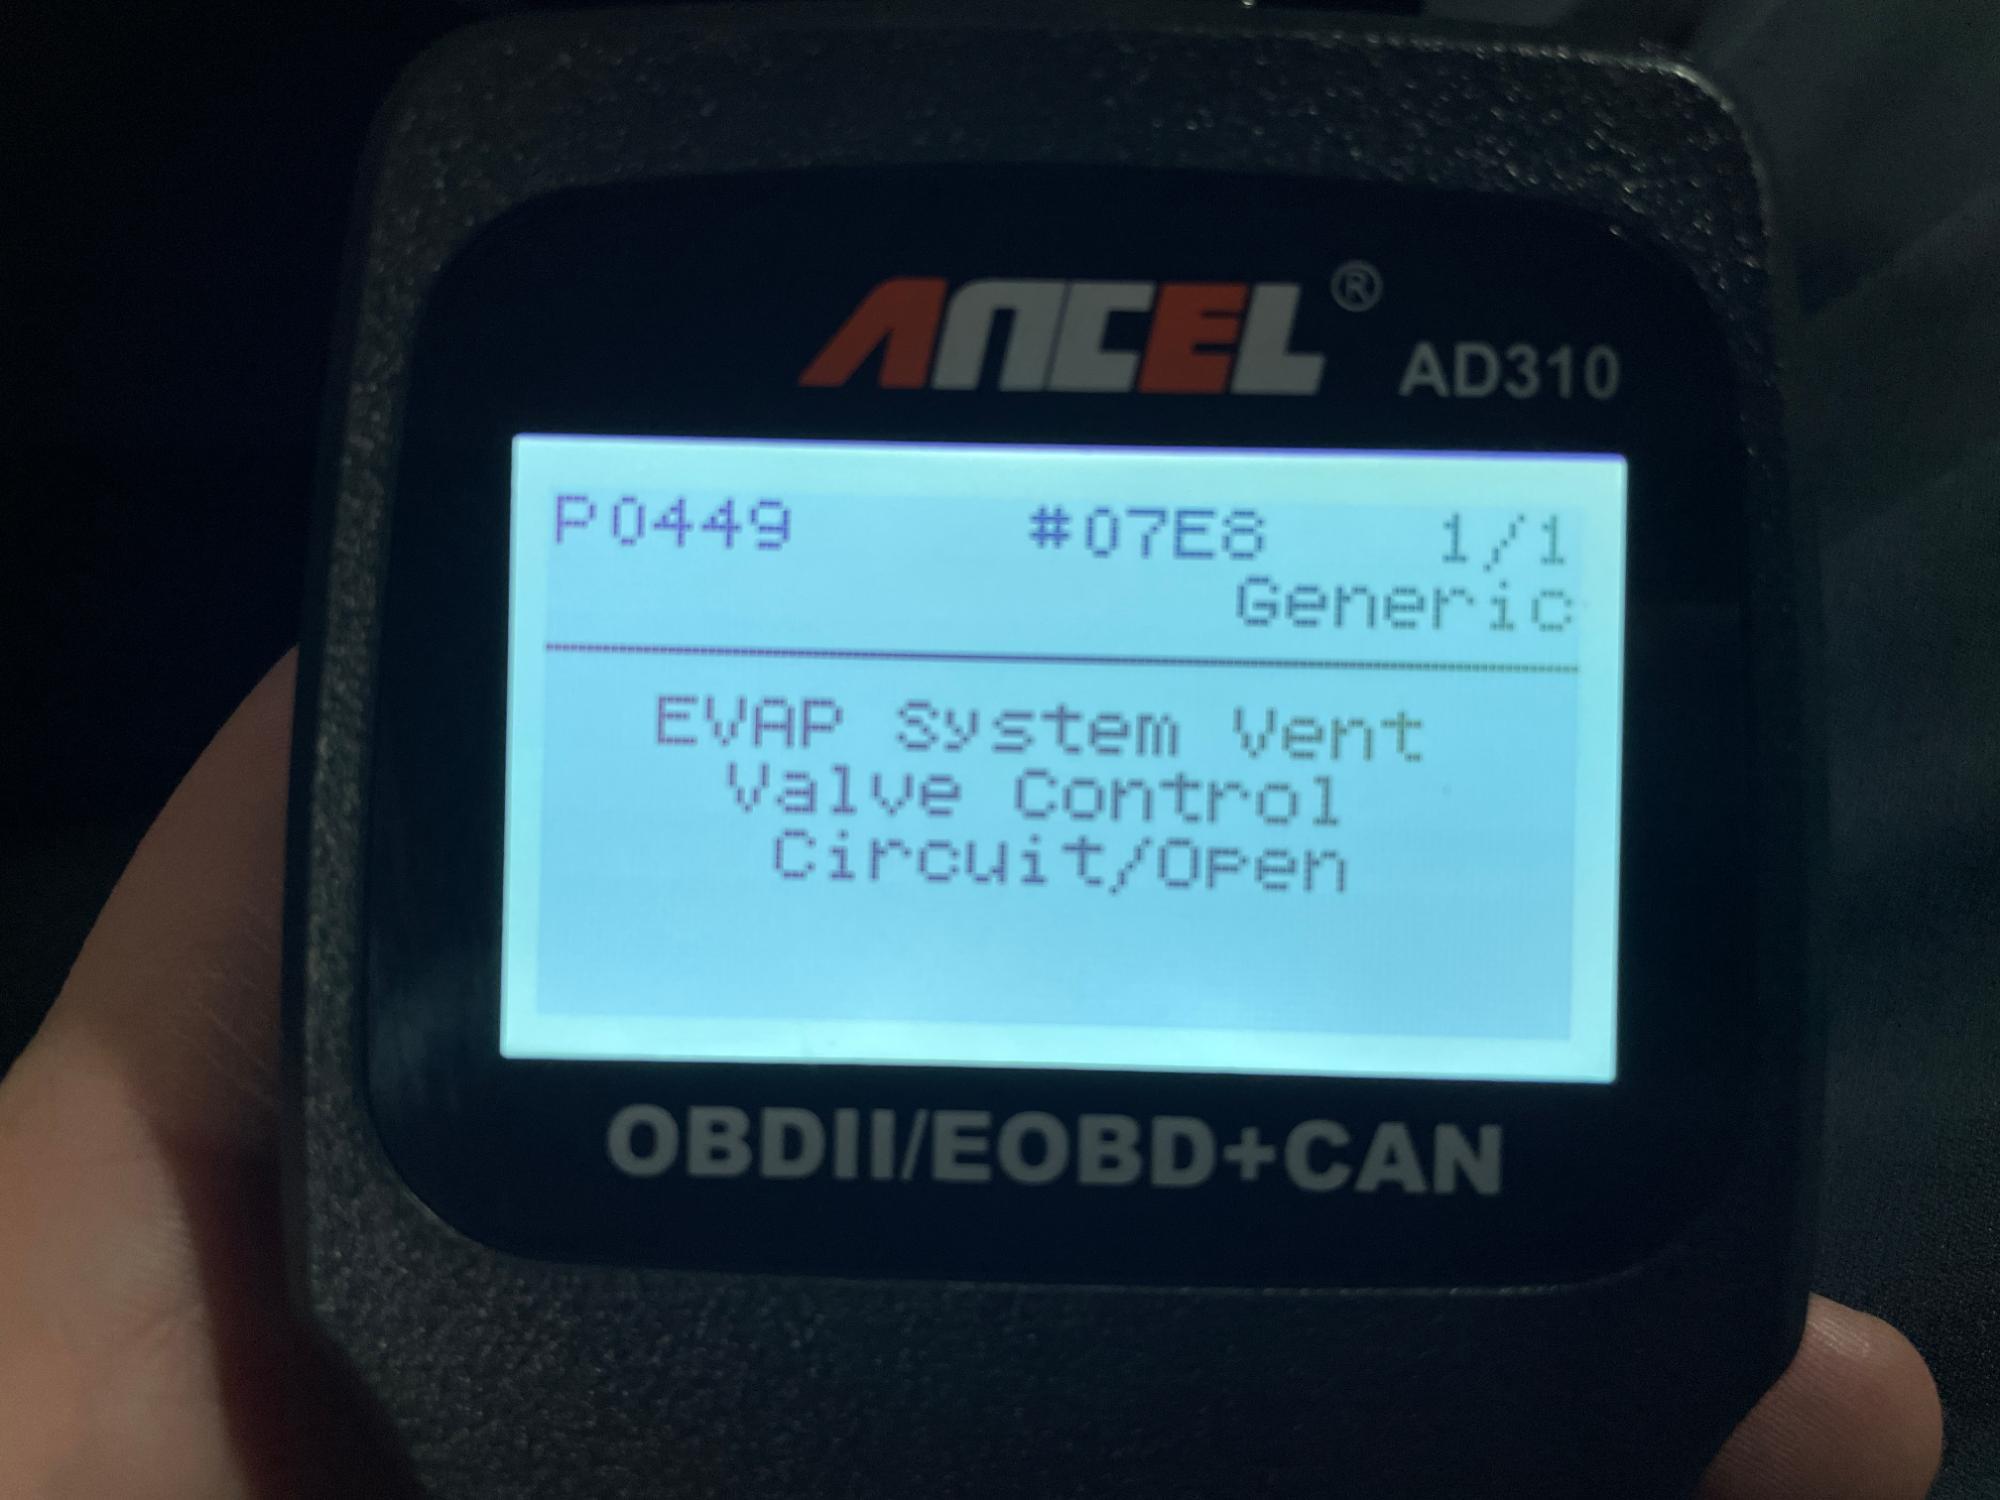 ANCEL®
AD310
P0449 #07E8 1/1
Generic
EVAP System Vent
Valve Control
Circuit/Open
OBDII/EOBD+CAN